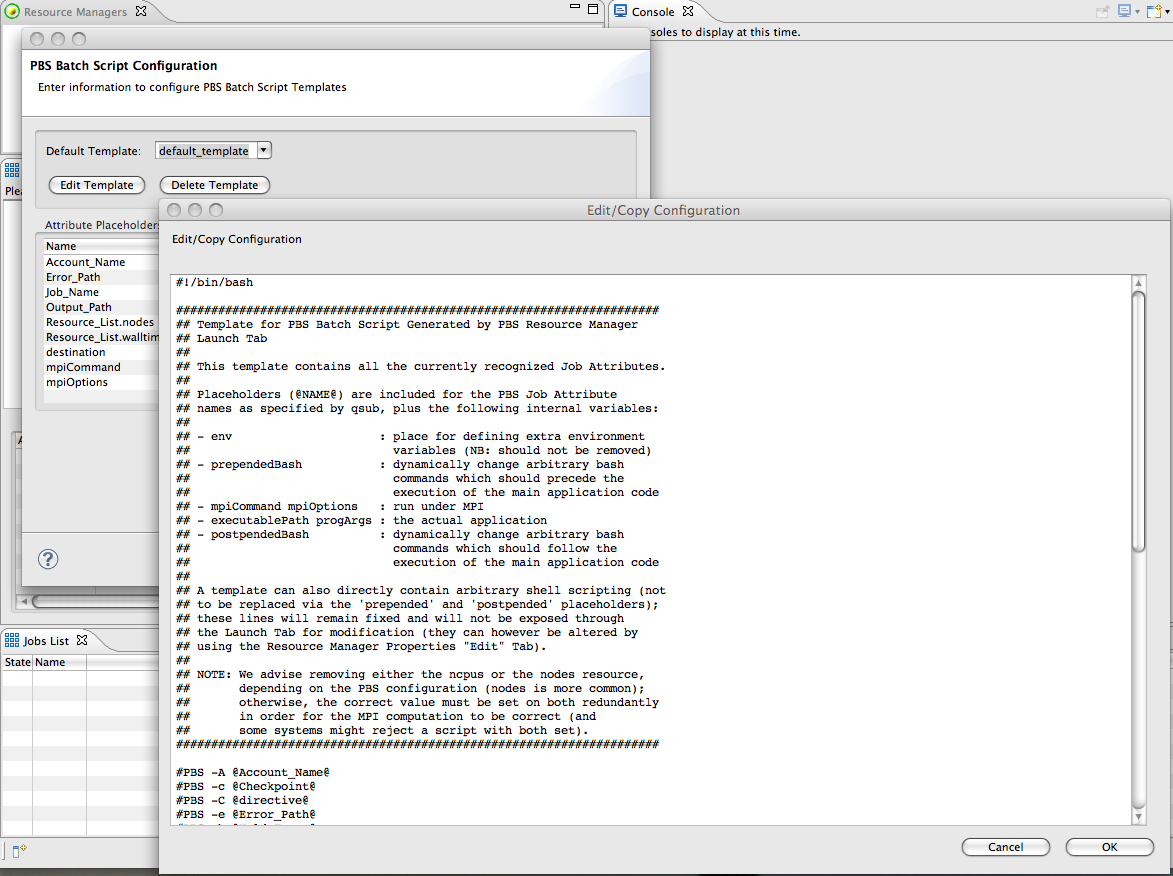 Resource Managers
Console
soles to display at this time.
PBS Batch Script Configuration
Enter information to configure PBS Batch Script Templates
Default Template: default_template
Edit Template Delete Template
Attribute Placeholders
Name
Account_Name
Error_Path
Job_Name
Output_Path
Resource_List.nodes
Resource_List.walltim
destination
mpiCommand
mpiOptions
?
Plea
Jobs List
State Name
Edit/Copy Configuration
Edit/Copy Configuration
#!/bin/bash
#####################################################################
## Template for PBS Batch Script Generated by PBS Resource Manager
## Launch Tab
##
## This template contains all the currently recognized Job Attributes.
##
## Placeholders (@NAME@) are included for the PBS Job Attribute
## names as specified by qsub, plus the following internal variables:
##
## - env                     : place for defining extra environment
##                             variables (NB: should not be removed)
## - prependedBash           : dynamically change arbitrary bash
##                             commands which should precede the
##                             execution of the main application code
## - mpiCommand mpiOptions   : run under MPI
## - executablePath progArgs : the actual application
## - postpendedBash          : dynamically change arbitrary bash
##                             commands which should follow the
##                             execution of the main application code
##
## A template can also directly contain arbitrary shell scripting (not
## to be replaced via the 'prepended' and 'postpended' placeholders);
## these lines will remain fixed and will not be exposed through
## the Launch Tab for modification (they can however be altered by
## using the Resource Manager Properties "Edit" Tab).
##
## NOTE: We advise removing either the ncpus or the nodes resource,
##       depending on the PBS configuration (nodes is more common);
##       otherwise, the correct value must be set on both redundantly
##       in order for the MPI computation to be correct (and
##       some systems might reject a script with both set).
#####################################################################
#PBS -A @Account_Name@
#PBS -c @Checkpoint@
#PBS -C @directive@
#PBS -e @Error_Path@
Cancel OK